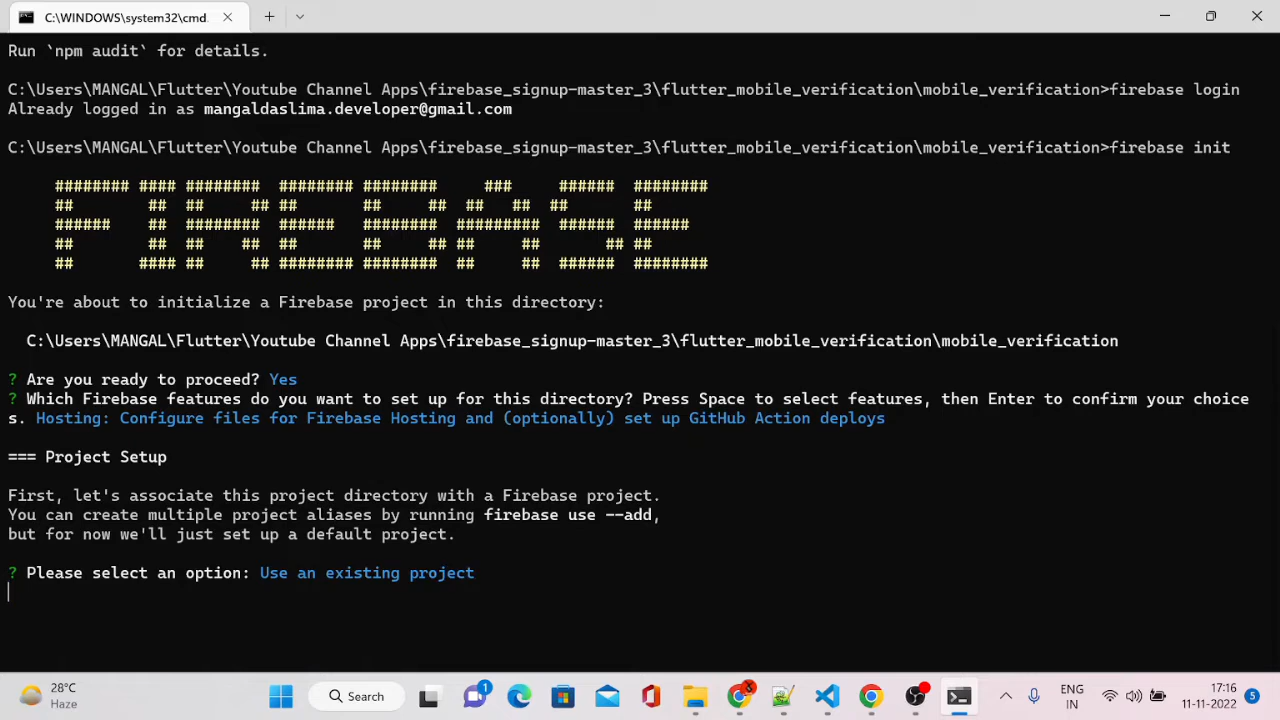 C:\WINDOWS\system32\cmd.
Run `npm audit` for details.
C:\Users\MANGAL\Flutter\Youtube Channel Apps\firebase_signup-master_3\flutter_mobile_verification\mobile_verification>firebase login
Already logged in as mangaldaslima.developer@gmail.com
C:\Users\MANGAL\Flutter\Youtube Channel Apps\firebase_signup-master_3\flutter_mobile_verification\mobile_verification>firebase init
FIREBASE
You're about to initialize a Firebase project in this directory:
C:\Users\MANGAL\Flutter\Youtube Channel Apps\firebase_signup-master_3\flutter_mobile_verification\mobile_verification
? Are you ready to proceed? Yes
? Which Firebase features do you want to set up for this directory? Press Space to select features, then Enter to confirm your choice
s. Hosting: Configure files for Firebase Hosting and (optionally) set up GitHub Action deploys
=== Project Setup
First, let's associate this project directory with a Firebase project.
You can create multiple project aliases by running firebase use --add,
but for now we'll just set up a default project.
? Please select an option: Use an existing project
28°C
Haze
Search
1
3
ENG
IN
17:16
11-11-2022
5